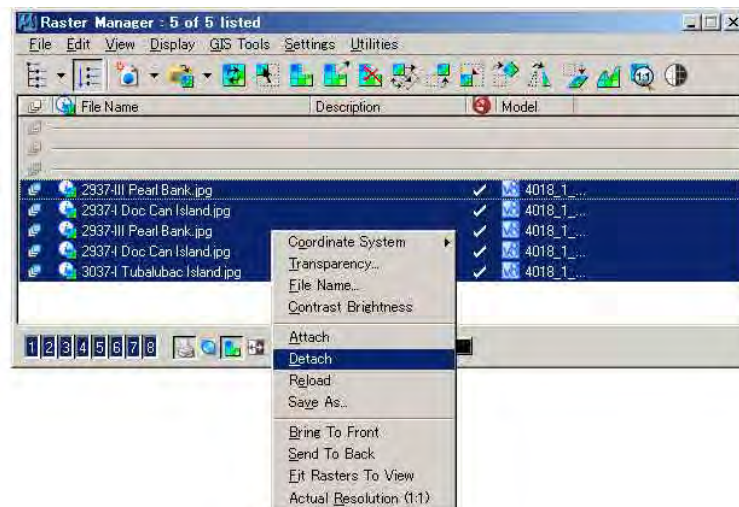 Raster Manager : 5 of 5 listed
File Edit View Display GIS Tools Settings Utilities
1:1
File Name Description Model
2937-III Pearl Bank.jpg 4018_1_...
2937-I Doc Can Island.jpg 4018_1_...
2937-III Pearl Bank.jpg 4018_1_...
2937-I Doc Can Island.jpg 4018_1_...
3037-I Tubalubac Island.jpg 4018_1_...
Coordinate System
Transparency...
File Name...
Contrast Brightness
Attach
Detach
Reload
Save As...
Bring To Front
Send To Back
Fit Rasters To View
Actual Resolution (1:1)
1 2 3 4 5 6 7 8